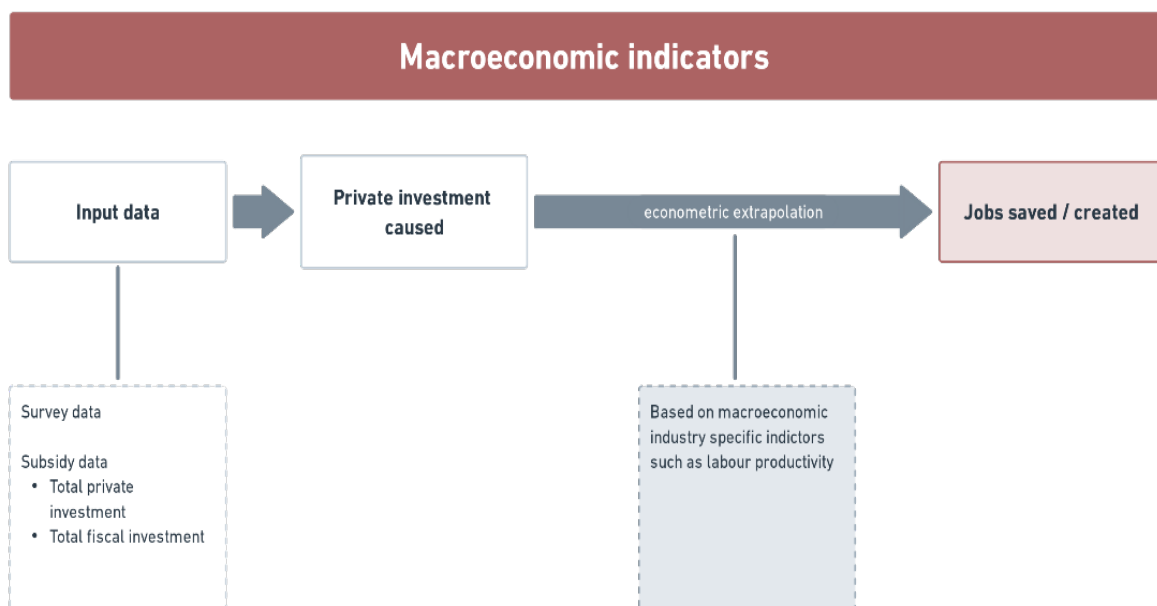 Macroeconomic indicators
Input data
Private investment
caused
econometric extrapolation
Jobs saved / created
Survey data
Subsidy data
• Total private
investment
• Total fiscal investment
Based on macroeconomic
industry specific indictors
such as labour productivity